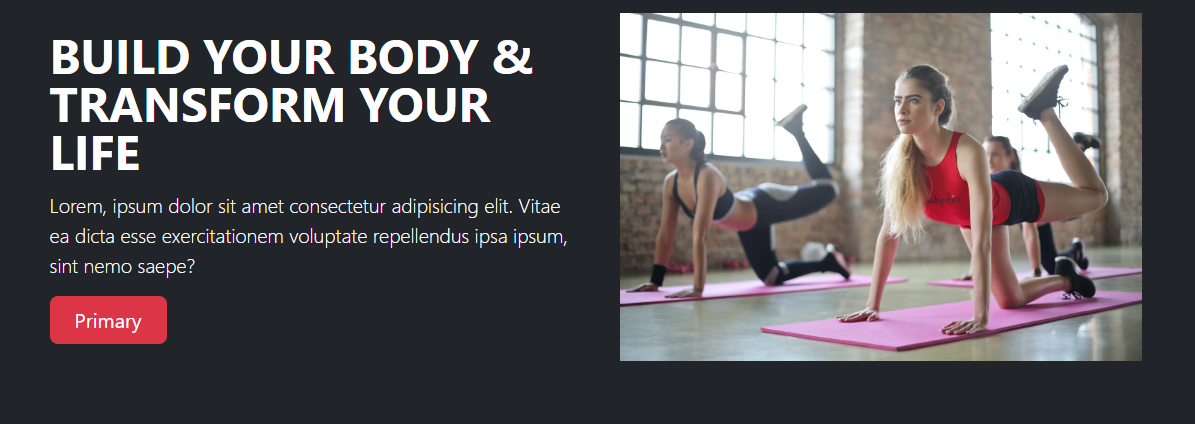 BUILD YOUR BODY &
TRANSFORM YOUR
LIFE
Lorem, ipsum dolor sit amet consectetur adipisicing elit. Vitae
ea dicta esse exercitationem voluptate repellendus ipsa ipsum,
sint nemo saepe?
Primary